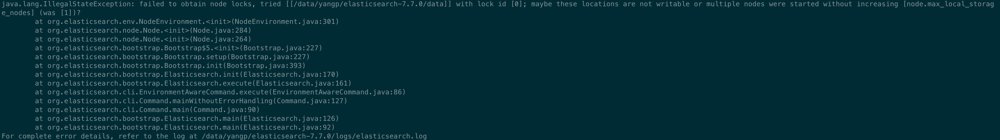 java.lang.IllegalStateException: failed to obtain node locks, tried [[/data/yangp/elasticsearch-7.7.0/data]] with lock id [0]; maybe these locations are not writable or multiple nodes were started without increasing [node.max_local_storag
e_nodes] (was [1])?
        at org.elasticsearch.env.NodeEnvironment.<init>(NodeEnvironment.java:301)
        at org.elasticsearch.node.Node.<init>(Node.java:284)
        at org.elasticsearch.node.Node.<init>(Node.java:264)
        at org.elasticsearch.bootstrap.Bootstrap$5.<init>(Bootstrap.java:227)
        at org.elasticsearch.bootstrap.Bootstrap.setup(Bootstrap.java:227)
        at org.elasticsearch.bootstrap.Bootstrap.init(Bootstrap.java:393)
        at org.elasticsearch.bootstrap.Elasticsearch.init(Elasticsearch.java:170)
        at org.elasticsearch.bootstrap.Elasticsearch.execute(Elasticsearch.java:161)
        at org.elasticsearch.cli.EnvironmentAwareCommand.execute(EnvironmentAwareCommand.java:86)
        at org.elasticsearch.cli.Command.mainWithoutErrorHandling(Command.java:127)
        at org.elasticsearch.cli.Command.main(Command.java:90)
        at org.elasticsearch.bootstrap.Elasticsearch.main(Elasticsearch.java:126)
        at org.elasticsearch.bootstrap.Elasticsearch.main(Elasticsearch.java:92)
For complete error details, refer to the log at /data/yangp/elasticsearch-7.7.0/logs/elasticsearch.log